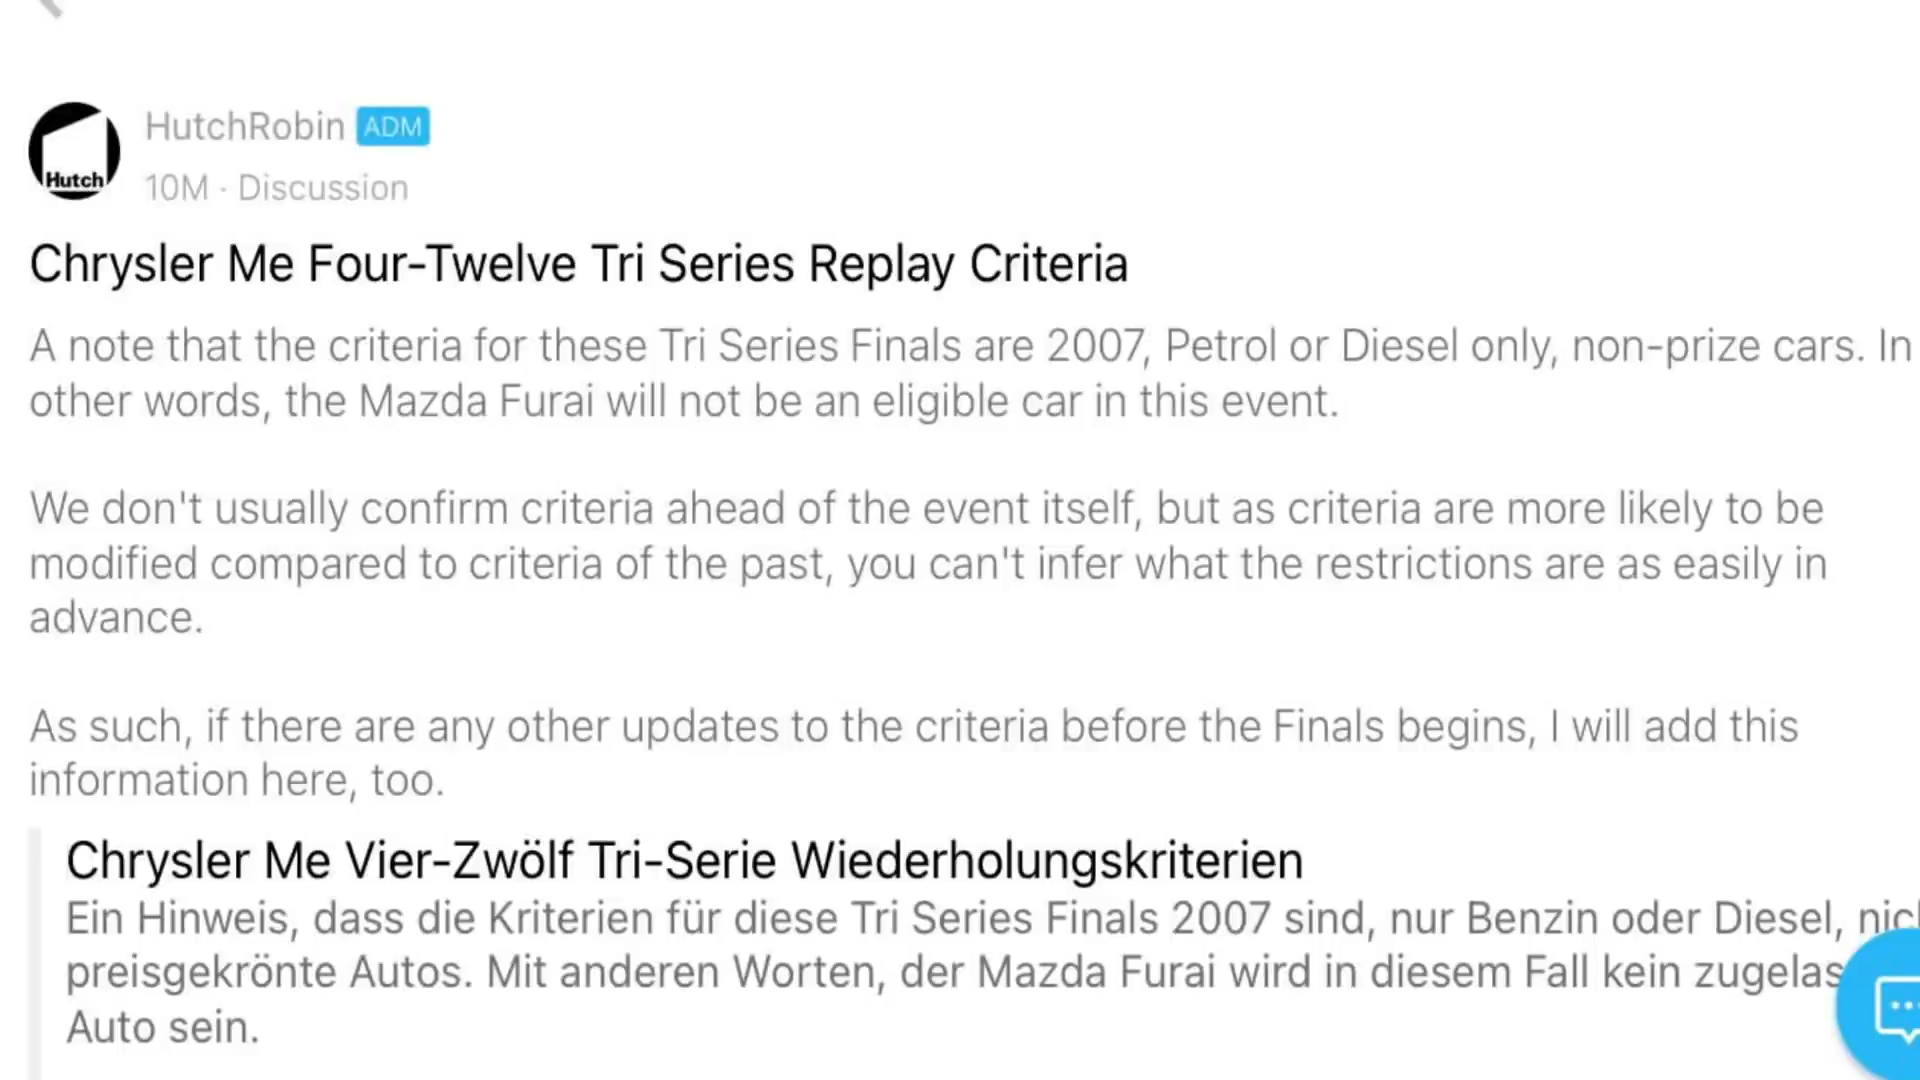 HutchRobin ADM
Hutch
10M · Discussion
Chrysler Me Four-Twelve Tri Series Replay Criteria
A note that the criteria for these Tri Series Finals are 2007, Petrol or Diesel only, non-prize cars. In
other words, the Mazda Furai will not be an eligible car in this event.
We don't usually confirm criteria ahead of the event itself, but as criteria are more likely to be
modified compared to criteria of the past, you can't infer what the restrictions are as easily in
advance.
As such, if there are any other updates to the criteria before the Finals begins, I will add this
information here, too.
Chrysler Me Vier-Zwölf Tri-Serie Wiederholungskriterien
Ein Hinweis, dass die Kriterien für diese Tri Series Finals 2007 sind, nur Benzin oder Diesel,
preisgekrönte Autos. Mit anderen Worten, der Mazda Furai wird in diesem Fall kein
Auto sein.